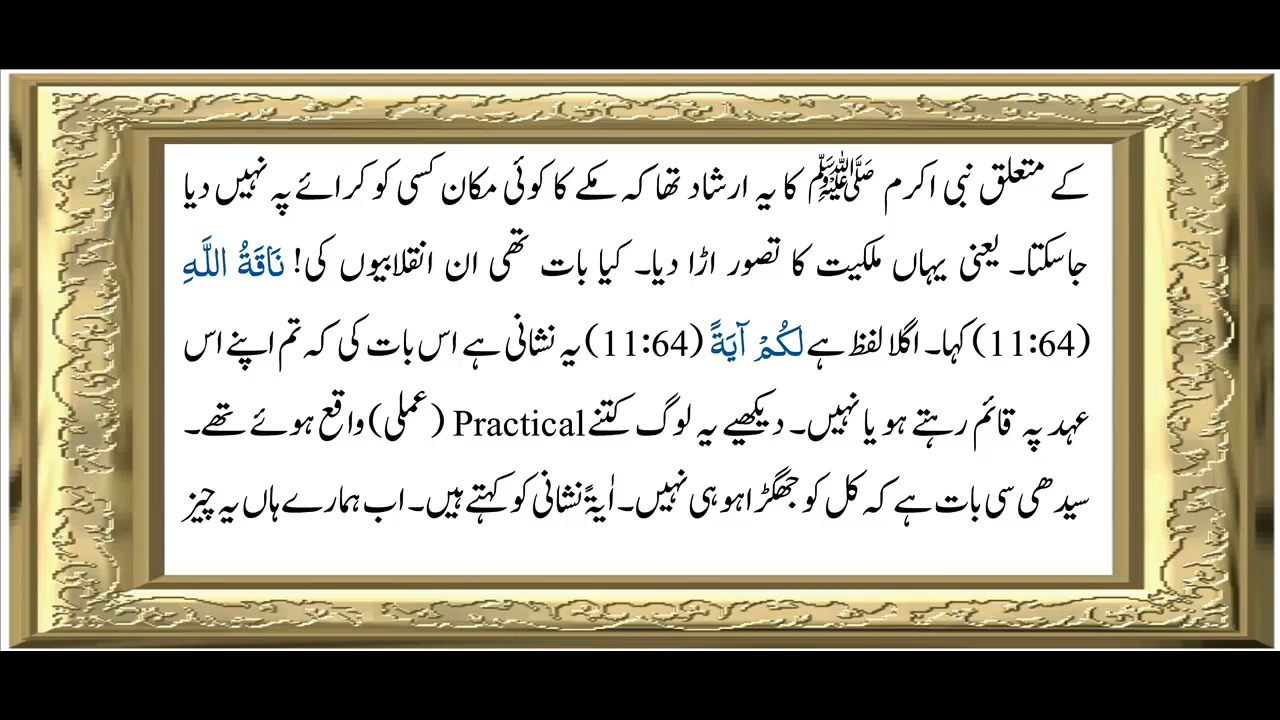 کے متعلق نبی اکرم ﷺ کا یہ ارشاد تھا کہ مکے کا کوئی مکان کسی کو کرائے پہ نہیں دیا
جاسکتا۔ یعنی یہاں ملکیت کا تصور اڑا دیا۔ کیا بات تھی ان انقلابیوں کی! نَاقَةُ اللَّهِ
(11:64) کہا۔ اگلا لفظ ہے لَكُمْ آيَةً (11:64) یہ نشانی ہے اس بات کی کہ تم اپنے اس
عہد پہ قائم رہتے ہو یا نہیں۔ دیکھیے یہ لوگ کتنے Practical (عملی) واقع ہوئے تھے۔
سیدھی سی بات ہے کہ کل کو جھگڑا ہو ہی نہیں۔ اٰیۃً نشانی کو کہتے ہیں۔ اب ہمارے ہاں یہ چیز